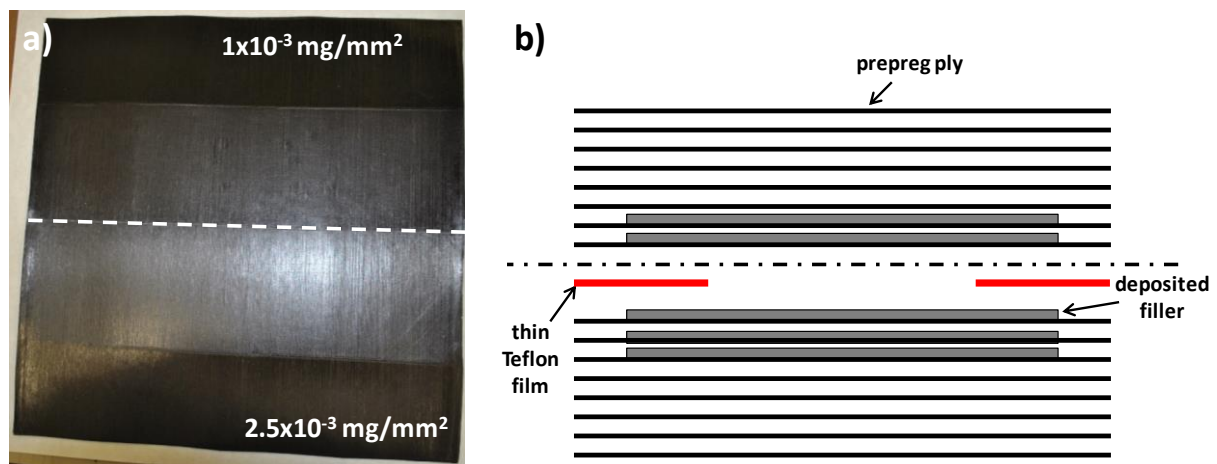 a)
1x10⁻³ mg/mm²
2.5x10⁻³ mg/mm²
b)
prepreg ply
thin
Teflon
film
deposited
filler